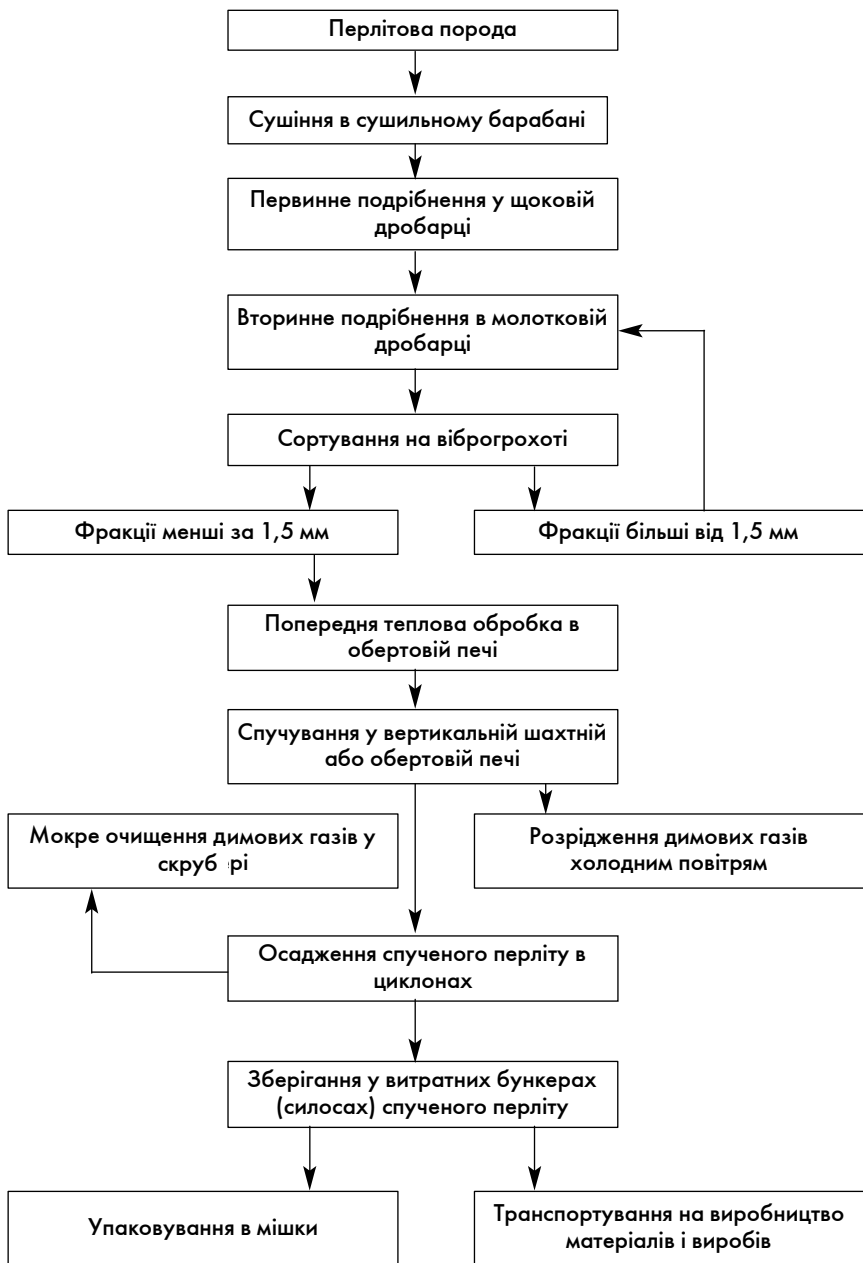 Перлітова порода
Сушіння в сушильному барабані
Первинне подрібнення у щоковій
дробарці
Вторинне подрібнення в молотковій
дробарці
Сортування на віброгрохоті
Фракції менші за 1,5 мм
Фракції більші від 1,5 мм
Попередня теплова обробка в
обертовій печі
Спучування у вертикальній шахтній
або обертовій печі
Мокре очищення димових газів у
скрубері
Розрідження димових газів
холодним повітрям
Осадження спученого перліту в
циклонах
Зберігання у витратних бункерах
(силосах) спученого перліту
Упаковування в мішки
Транспортування на виробництво
матеріалів і виробів